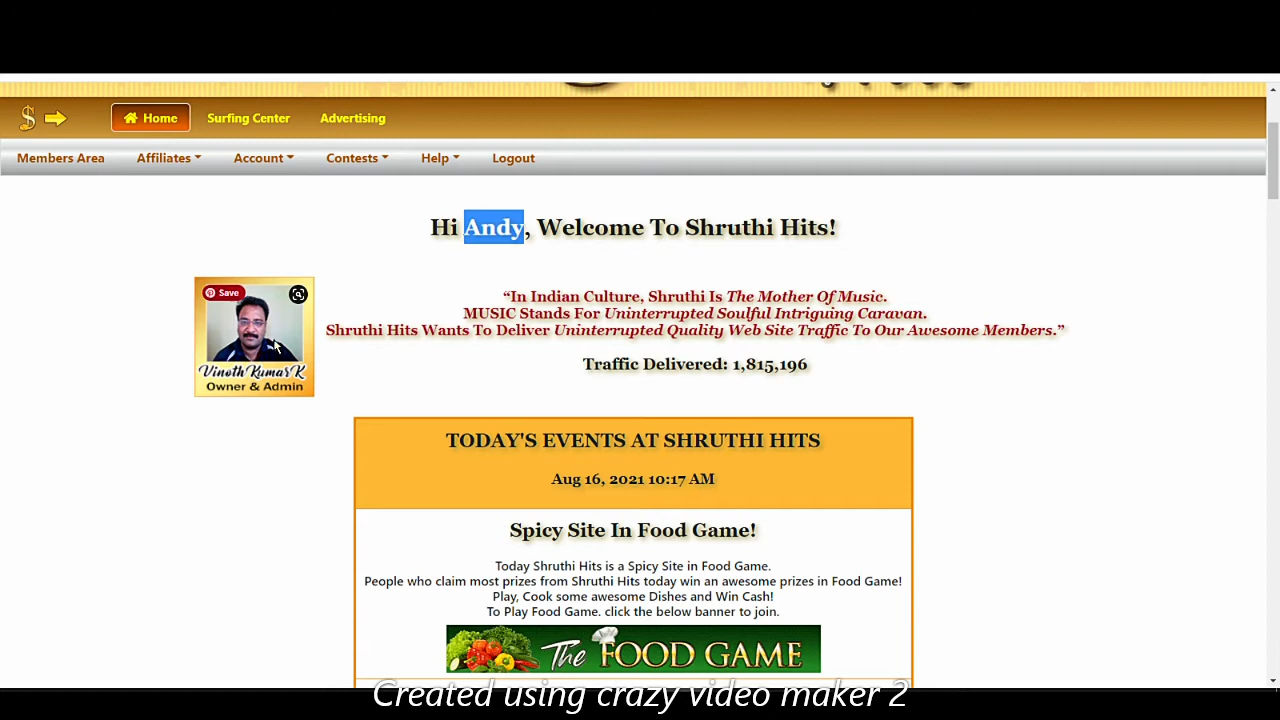 Home Surfing Center Advertising
Members Area Affiliates Account Contests Help Logout
Hi Andy, Welcome To Shruthi Hits!
Save
Vinoth Kumar K
Owner & Admin
“In Indian Culture, Shruthi Is The Mother Of Music.
MUSIC Stands For Uninterrupted Soulful Intriguing Caravan.
Shruthi Hits Wants To Deliver Uninterrupted Quality Web Site Traffic To Our Awesome Members.”
Traffic Delivered: 1,815,196
TODAY'S EVENTS AT SHRUTHI HITS
Aug 16, 2021 10:17 AM
Spicy Site In Food Game!
Today Shruthi Hits is a Spicy Site in Food Game.
People who claim most prizes from Shruthi Hits today win an awesome prizes in Food Game!
Play, Cook some awesome Dishes and Win Cash!
To Play Food Game. click the below banner to join.
The FOOD GAME
Created using crazy video maker 2